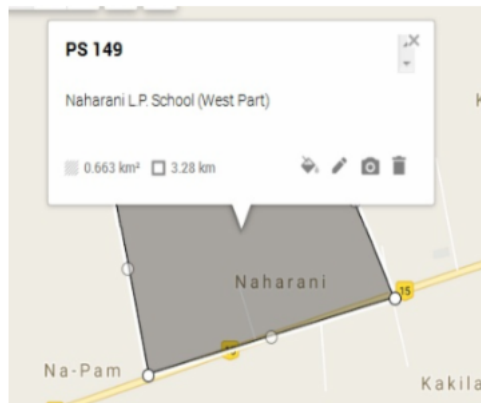 PS 149
Naharani L.P. School (West Part)
0.663 km² 3.28 km
Naharani
15
Na-Pam
Kakila